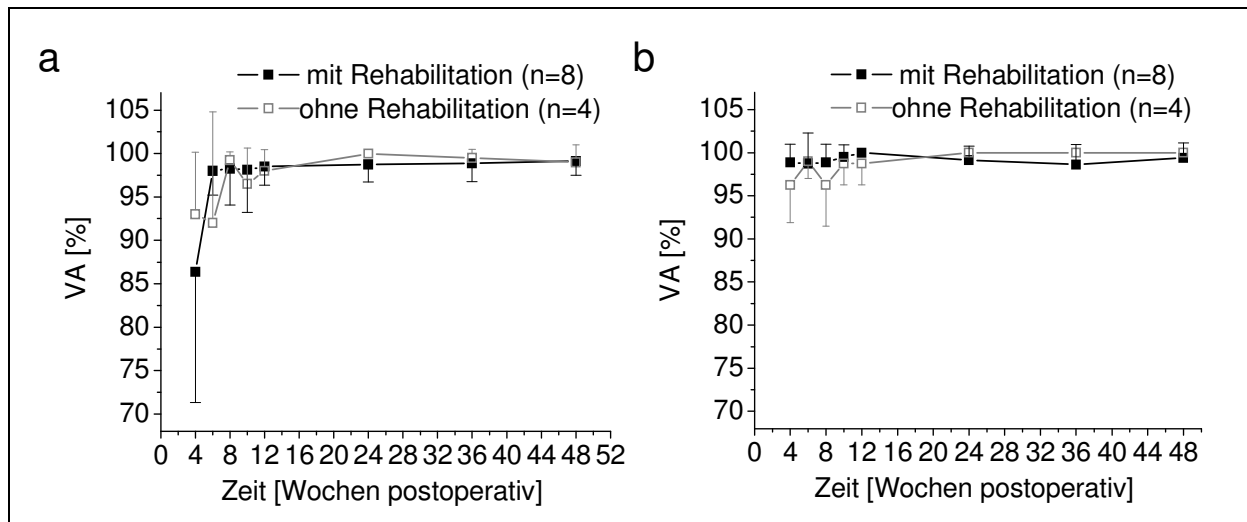 a
mit Rehabilitation (n=8)
ohne Rehabilitation (n=4)
105
100
95
90
85
80
75
70
VA [%]
0 4 8 12 16 20 24 28 32 36 40 44 48 52
Zeit [Wochen postoperativ]
b
mit Rehabilitation (n=8)
ohne Rehabilitation (n=4)
105
100
95
90
85
80
75
70
VA [%]
0 4 8 12 16 20 24 28 32 36 40 44 48
Zeit [Wochen postoperativ]